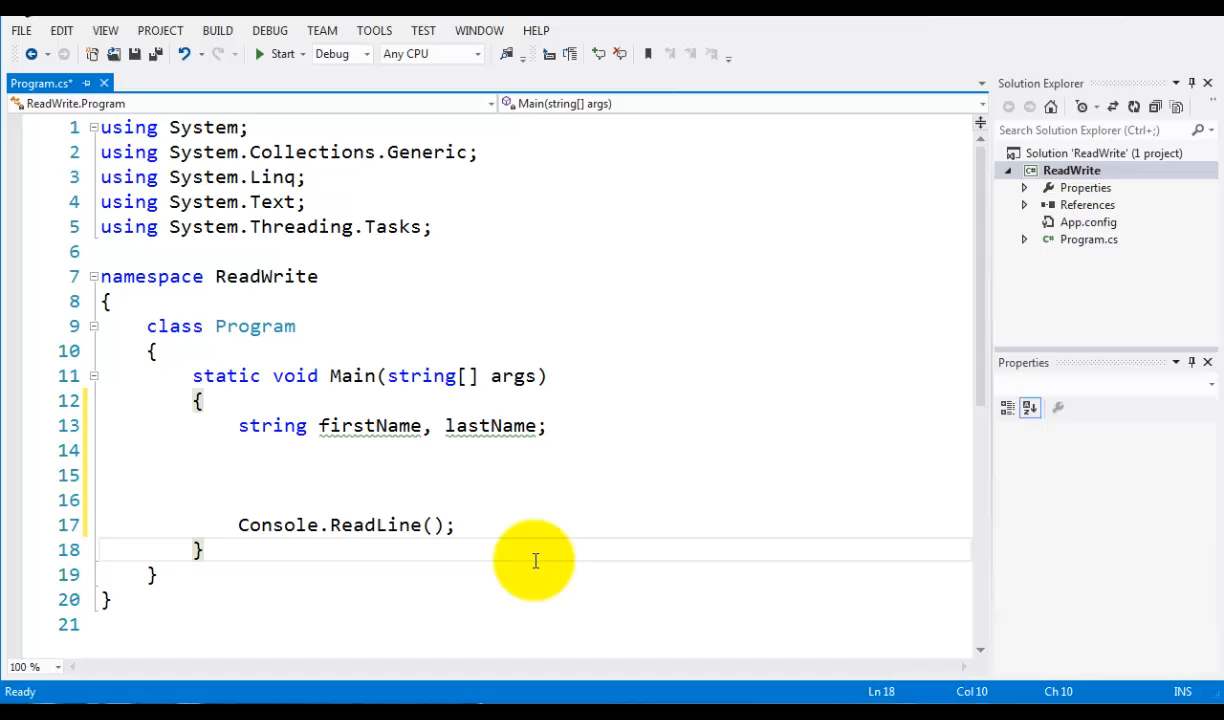 FILE EDIT VIEW PROJECT BUILD DEBUG TEAM TOOLS TEST WINDOW HELP
Start Debug Any CPU
Program.cs*
ReadWrite.Program Main(string[] args)
1 using System;
2 using System.Collections.Generic;
3 using System.Linq;
4 using System.Text;
5 using System.Threading.Tasks;
6
7 namespace ReadWrite
8 {
9 class Program
10 {
11 static void Main(string[] args)
12 {
13 string firstName, lastName;
14
15
16
17 Console.ReadLine();
18 }
19 }
20 }
21
100 %
Solution Explorer
Search Solution Explorer (Ctrl+;)
Solution 'ReadWrite' (1 project)
C# ReadWrite
Properties
References
App.config
C# Program.cs
Properties
Ready Ln 18 Col 10 Ch 10 INS